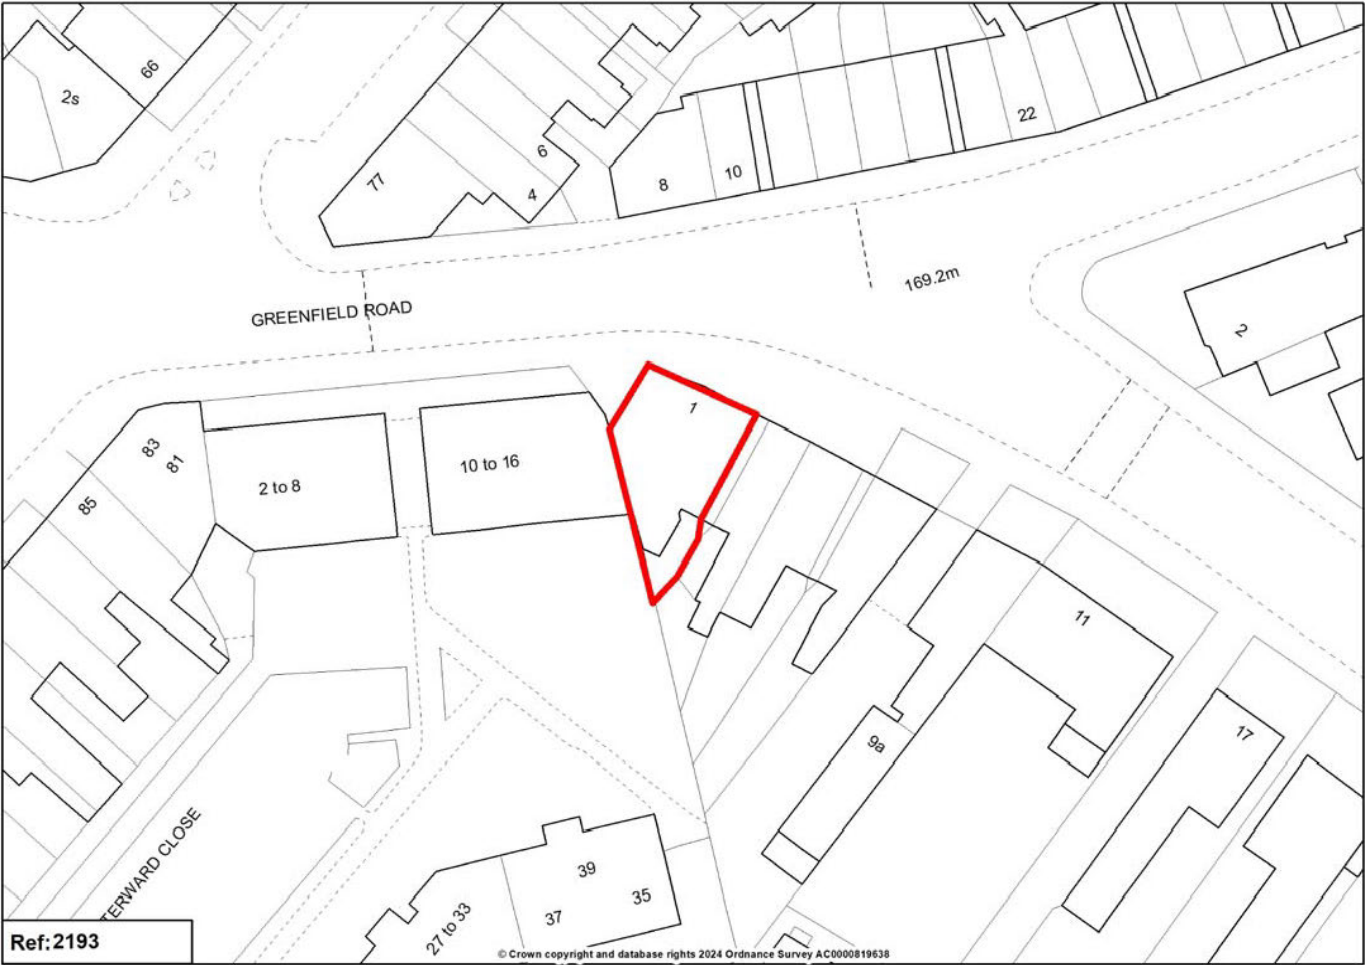 66
2s
77
6
4
8
10
22
169.2m
GREENFIELD ROAD
2
1
83
81
85
2 to 8
10 to 16
11
9a
17
TERWARD CLOSE
39
35
37
27 to 33
Ref:2193
© Crown copyright and database rights 2024 Ordnance Survey AC0000819638